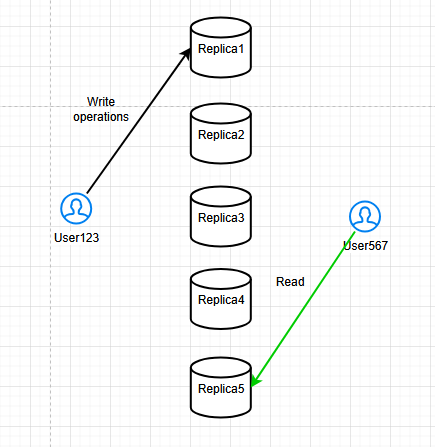 Replica1
Write
operations
Replica2
User123
Replica3
User567
Read
Replica4
Replica5